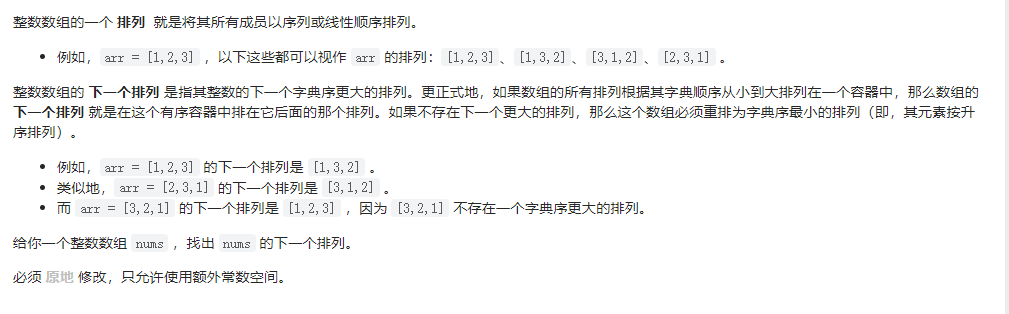 整数数组的一个 排列 就是将其所有成员以序列或线性顺序排列。
例如，arr = [1,2,3] ，以下这些都可以视作 arr 的排列：[1,2,3]、[1,3,2]、[3,1,2]、[2,3,1] 。
整数数组的 下一个排列 是指其整数的下一个字典序更大的排列。更正式地，如果数组的所有排列根据其字典顺序从小到大排列在一个容器中，那么数组的
下一个排列 就是在这个有序容器中排在它后面的那个排列。如果不存在下一个更大的排列，那么这个数组必须重排为字典序最小的排列（即，其元素按升
序排列）。
例如，arr = [1,2,3] 的下一个排列是 [1,3,2] 。
类似地，arr = [2,3,1] 的下一个排列是 [3,1,2] 。
而 arr = [3,2,1] 的下一个排列是 [1,2,3] ，因为 [3,2,1] 不存在一个字典序更大的排列。
给你一个整数数组 nums ，找出 nums 的下一个排列。
必须 原地 修改，只允许使用额外常数空间。